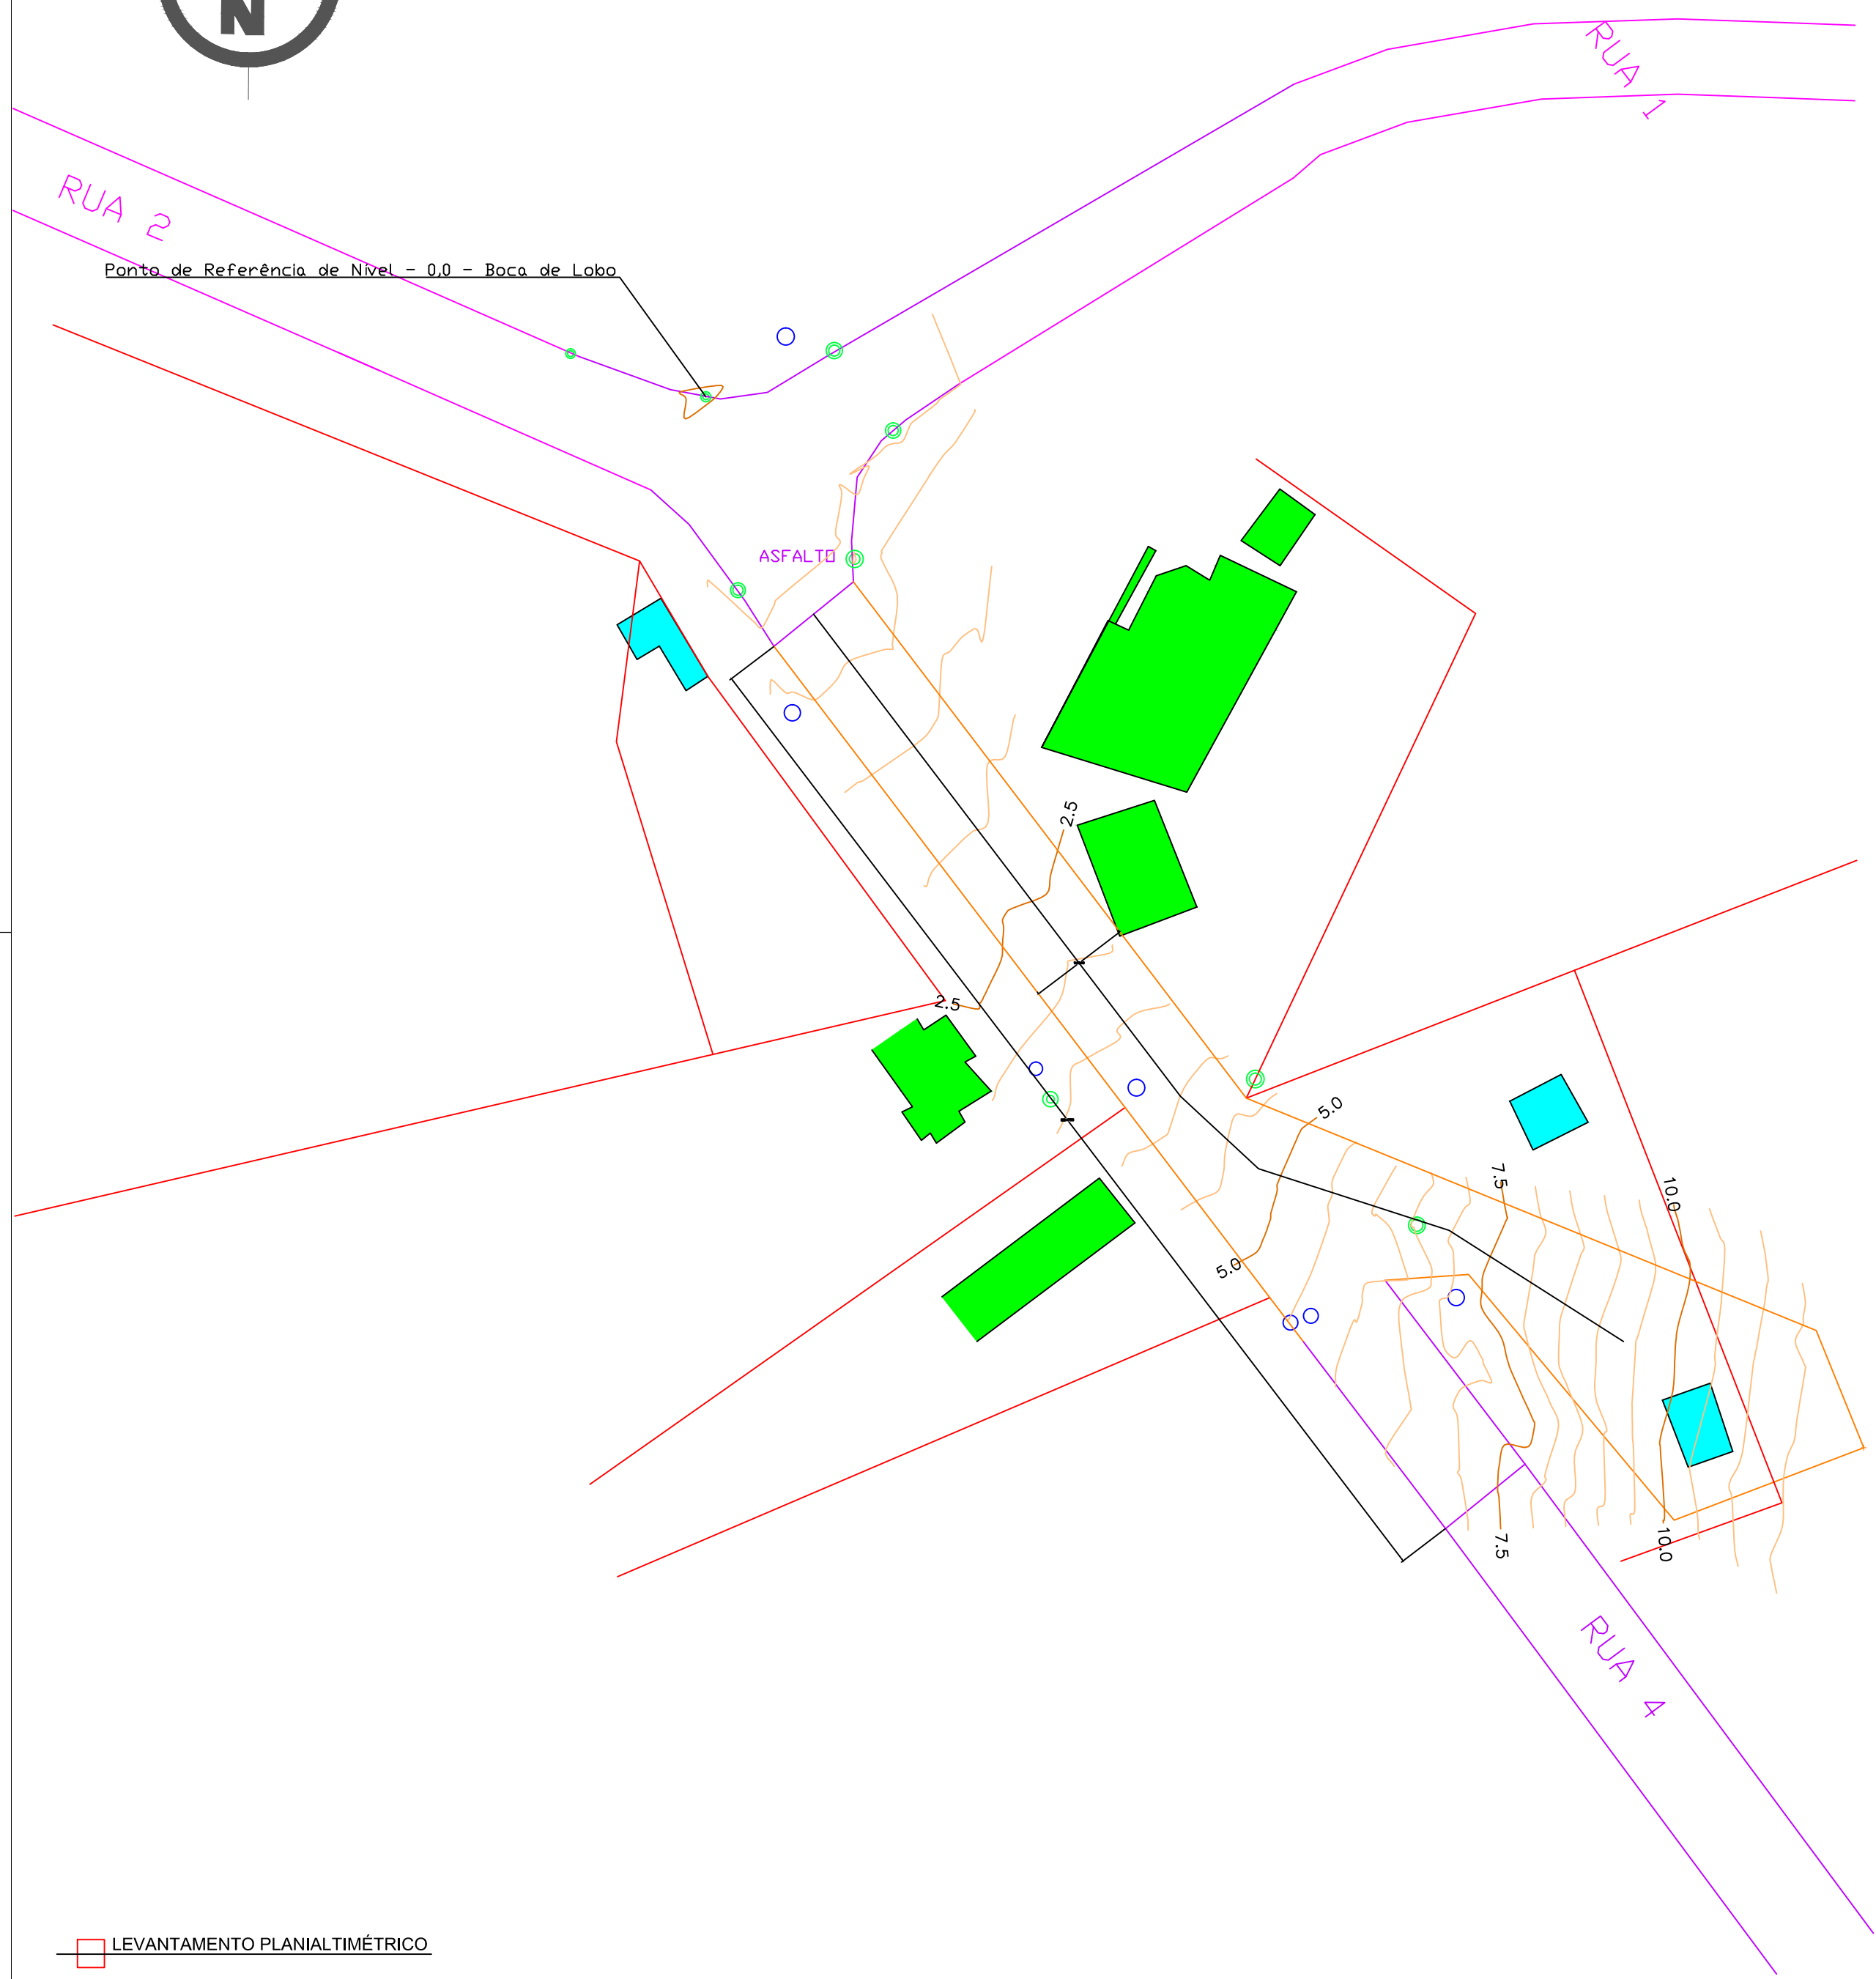 N
RUA 1
RUA 2
Ponto de Referência de Nível - 0,0 - Boca de Lobo
ASFALTO
2.5
2.5
5.0
5.0
7.5
10.0
7.5
10.0
RUA 4
LEVANTAMENTO PLANIALTIMÉTRICO